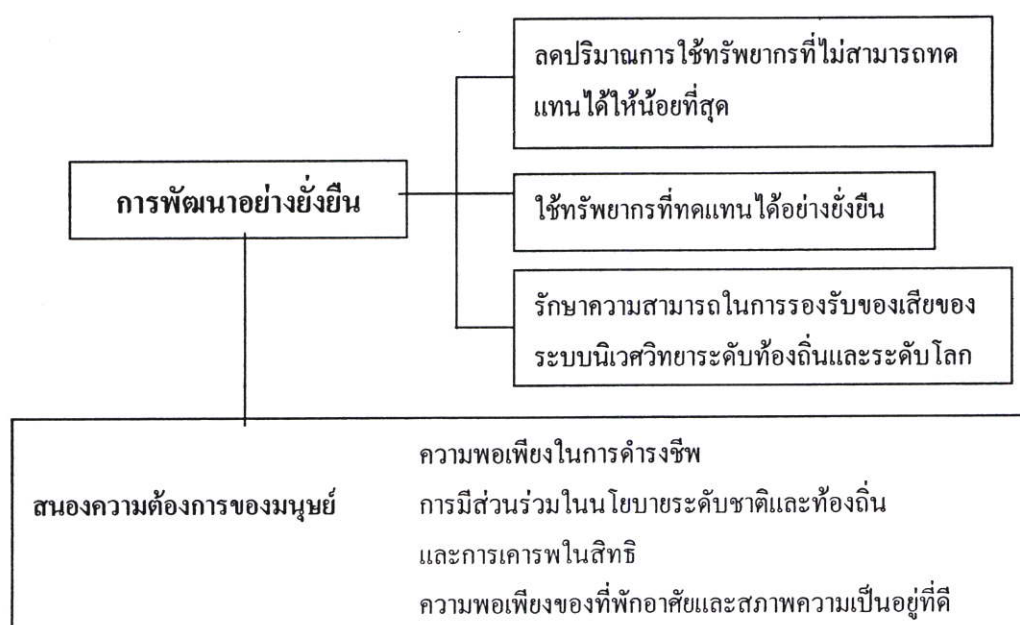 ลดปริมาณการใช้ทรัพยากรที่ไม่สามารถทด
แทนได้ให้น้อยที่สุด
การพัฒนาอย่างยั่งยืน
ใช้ทรัพยากรที่ทดแทนได้อย่างยั่งยืน
รักษาความสามารถในการรองรับของเสียของ
ระบบนิเวศวิทยาระดับท้องถิ่นและระดับโลก
ความพอเพียงในการดำรงชีพ
สนองความต้องการของมนุษย์ การมีส่วนร่วมในนโยบายระดับชาติและท้องถิ่น
และการเคารพในสิทธิ
ความพอเพียงของที่พักอาศัยและสภาพความเป็นอยู่ที่ดี